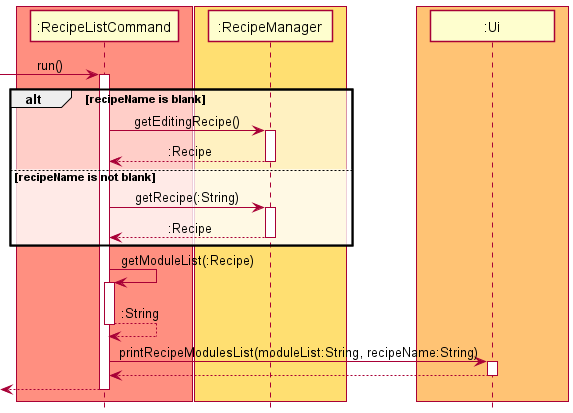 :RecipeListCommand
:RecipeManager
:Ui
run()
alt
[recipeName is blank]
getEditingRecipe()
:Recipe
[recipeName is not blank]
getRecipe(:String)
:Recipe
getModuleList(:Recipe)
:String
printRecipeModulesList(moduleList:String, recipeName:String)